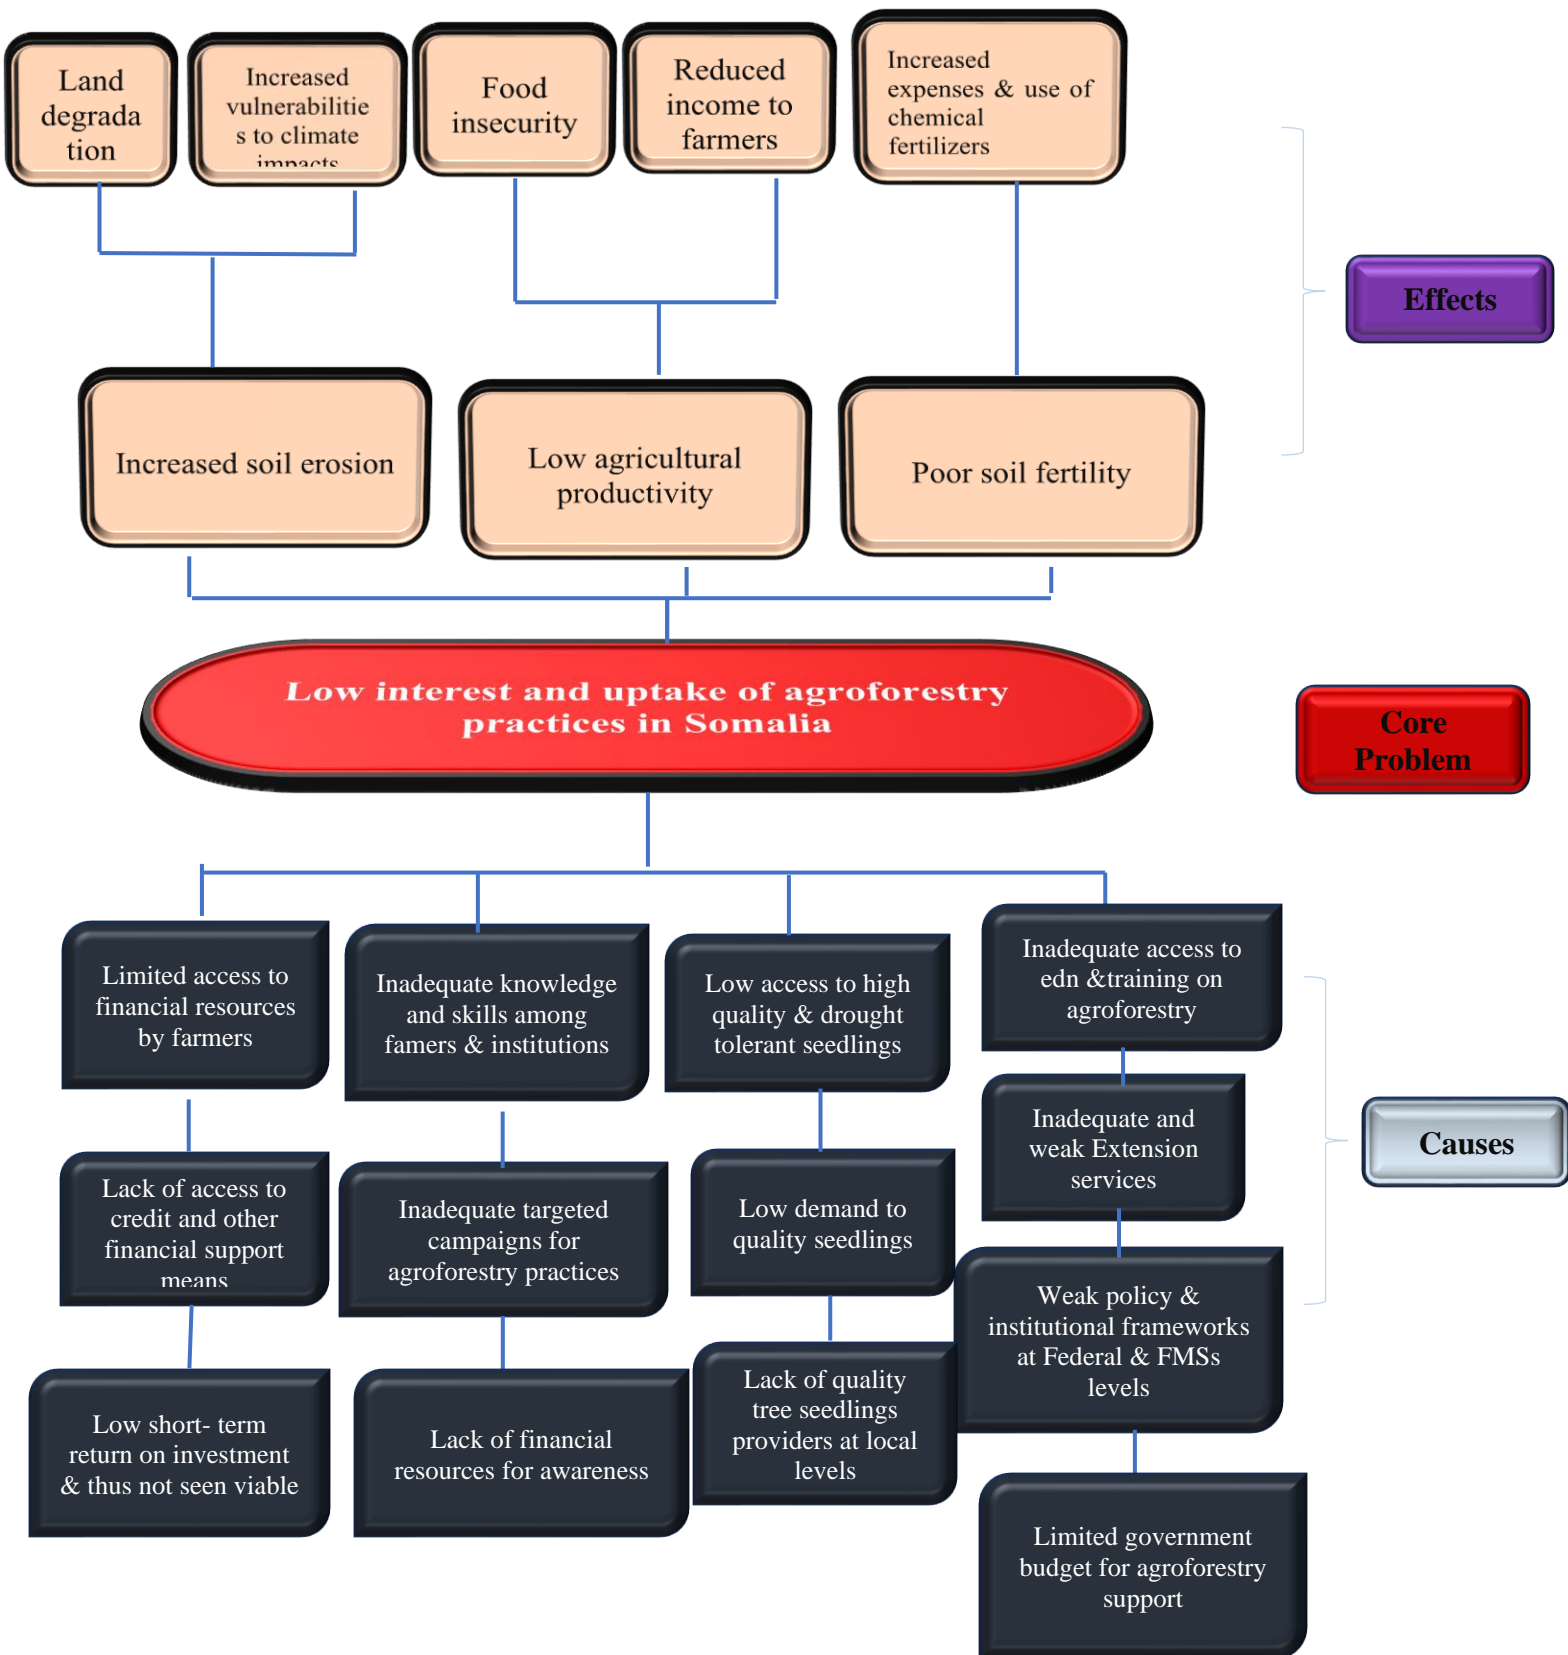 Land
degrada
tion
Increased
vulnerabilitie
s to climate
impacts
Food
insecurity
Reduced
income to
farmers
Increased
expenses & use of
chemical
fertilizers
Effects
Increased soil erosion
Low agricultural
productivity
Poor soil fertility
Low interest and uptake of agroforestry
practices in Somalia
Core
Problem
Limited access to
financial resources
by farmers
Inadequate knowledge
and skills among
famers & institutions
Low access to high
quality & drought
tolerant seedlings
Inadequate access to
edn &training on
agroforestry
Inadequate and
weak Extension
services
Causes
Lack of access to
credit and other
financial support
means
Inadequate targeted
campaigns for
agroforestry practices
Low demand to
quality seedlings
Weak policy &
institutional frameworks
at Federal & FMSs
levels
Low short- term
return on investment
& thus not seen viable
Lack of financial
resources for awareness
Lack of quality
tree seedlings
providers at local
levels
Limited government
budget for agroforestry
support